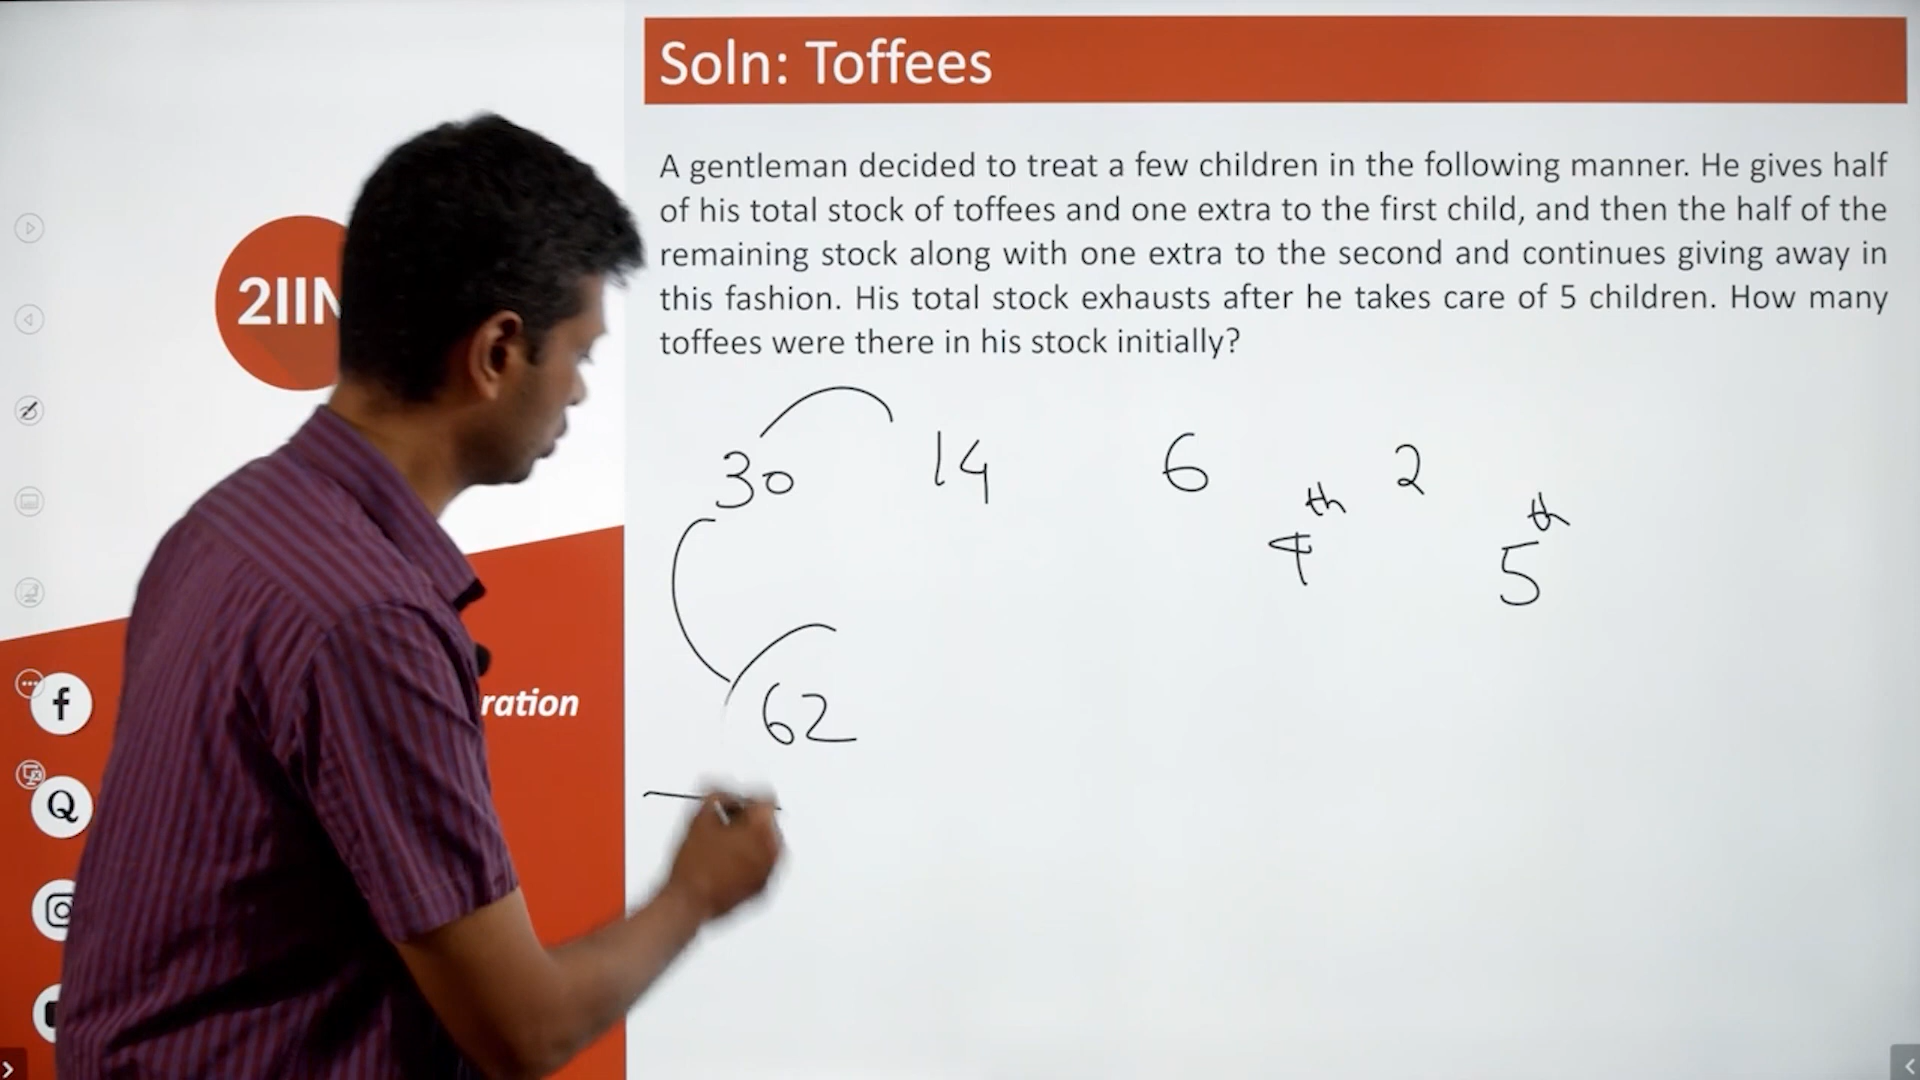 Soln: Toffees
A gentleman decided to treat a few children in the following manner. He gives half
of his total stock of toffees and one extra to the first child, and then the half of the
remaining stock along with one extra to the second and continues giving away in
this fashion. His total stock exhausts after he takes care of 5 children. How many
toffees were there in his stock initially?
2IIM
30 14 6 2
4th 5th
62
ration
f
Q